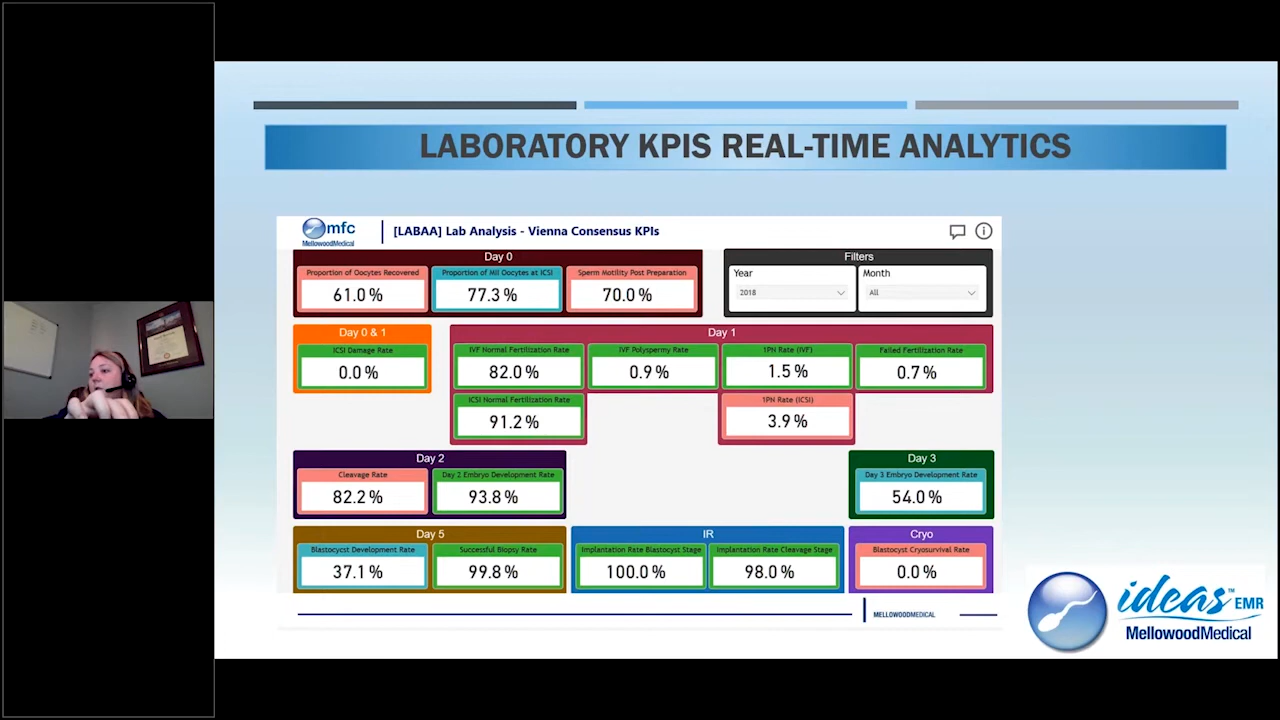 LABORATORY KPIS REAL-TIME ANALYTICS
mfc
MellowoodMedical
[LABAA] Lab Analysis - Vienna Consensus KPIs
Day 0
Proportion of Oocytes Recovered
61.0 %
Proportion of MII Oocytes at ICSI
77.3 %
Sperm Motility Post Preparation
70.0 %
Filters
Year
2018
Month
All
Day 0 & 1
ICSI Damage Rate
0.0 %
Day 1
IVF Normal Fertilization Rate
82.0 %
IVF Polyspermy Rate
0.9 %
1PN Rate (IVF)
1.5 %
Failed Fertilization Rate
0.7 %
ICSI Normal Fertilization Rate
91.2 %
1PN Rate (ICSI)
3.9 %
Day 2
Cleavage Rate
82.2 %
Day 2 Embryo Development Rate
93.8 %
Day 3
Day 3 Embryo Development Rate
54.0 %
Day 5
Blastocycst Development Rate
37.1 %
Successful Biopsy Rate
99.8 %
IR
Implantation Rate Blastocyst Stage
100.0 %
Implantation Rate Cleavage Stage
98.0 %
Cryo
Blastocyst Cryosurvival Rate
0.0 %
MELLOWOODMEDICAL
ideas™ EMR
MellowoodMedical